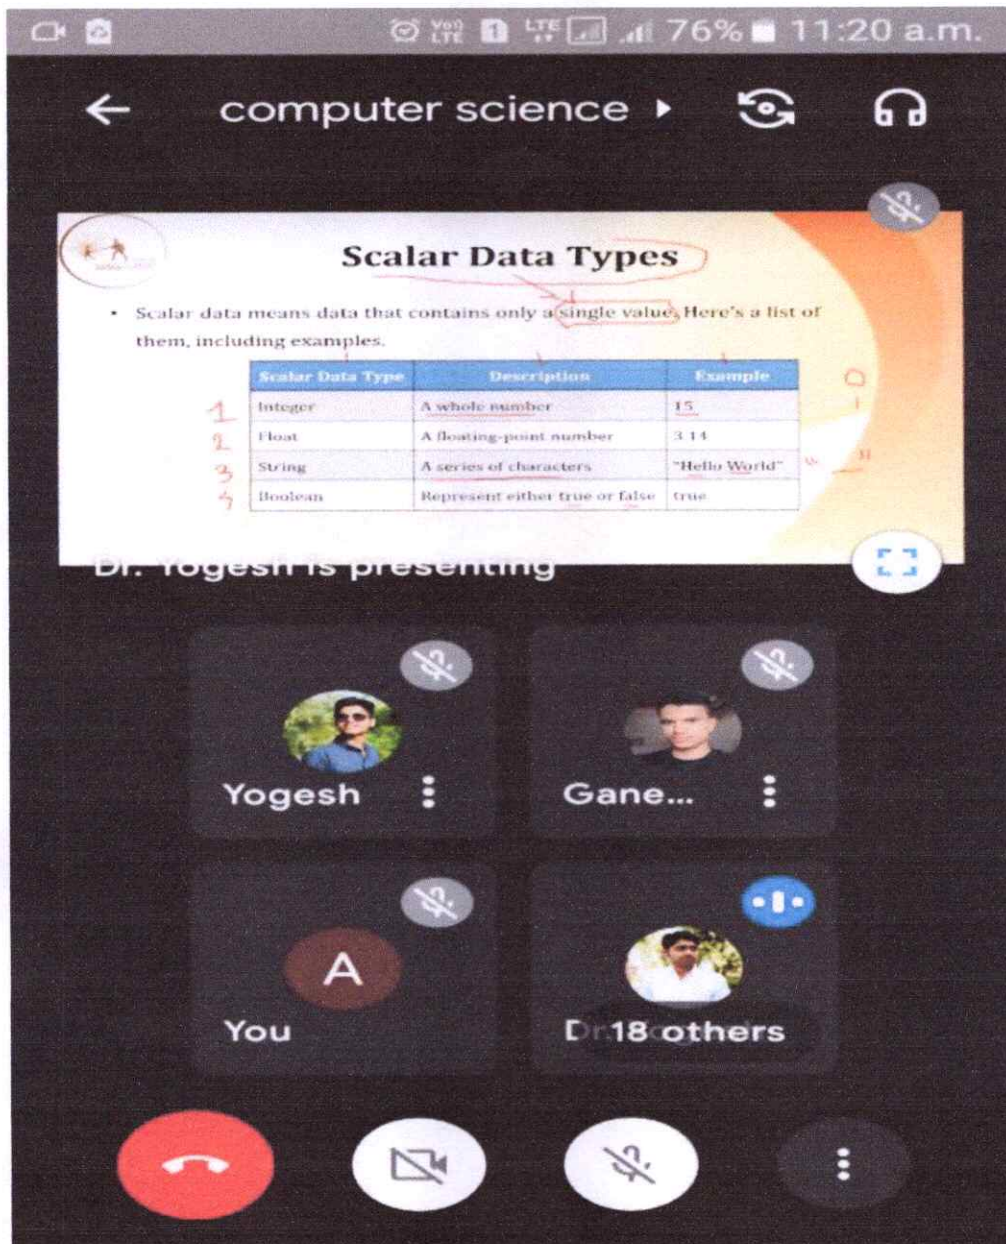 VoLTE 1 LTE 76% 11:20 a.m.
computer science
Scalar Data Types
• Scalar data means data that contains only a single value. Here's a list of
them, including examples.
Scalar Data Type Description Example
1 Integer A whole number 15
2 Float A floating-point number 3.14
3 String A series of characters "Hello World" " _ "
Boolean Represent either true or false true
Dr. Yogesh is presenting
Yogesh Gane...
A
You 18 others